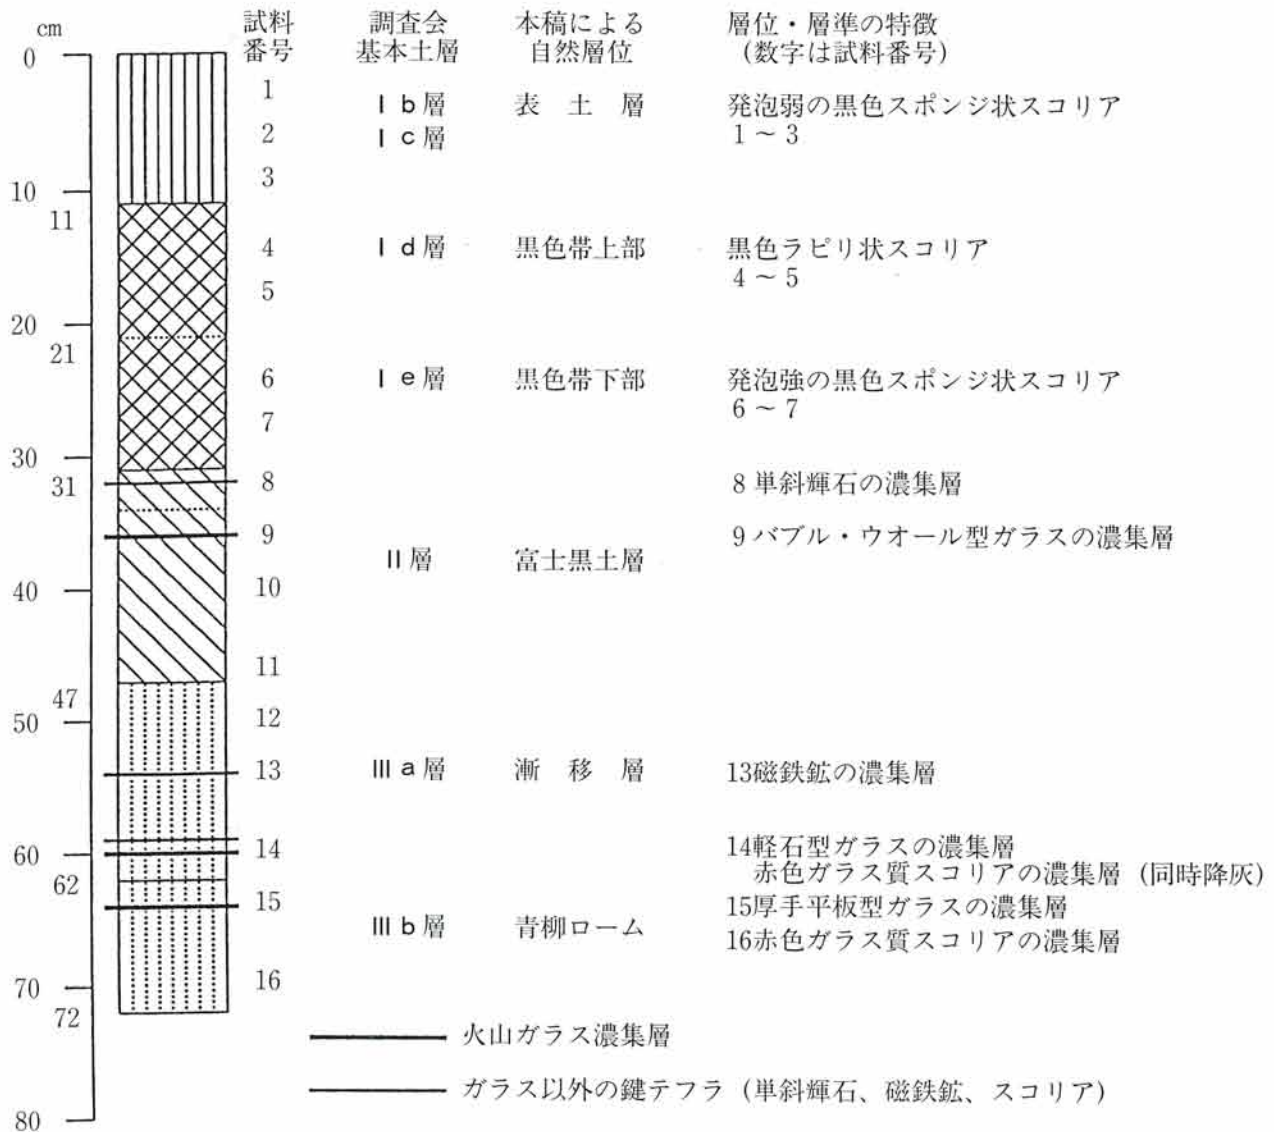 cm
試料
番号
調査会
基本土層
本稿による
自然層位
層位・層準の特徴
(数字は試料番号)
0
1
Ⅰb層
表土層
発泡弱の黒色スポンジ状スコリア
2
Ⅰc層
1～3
3
10
11
4
Ⅰd層
黒色帯上部
黒色ラピリ状スコリア
4～5
5
20
21
6
Ⅰe層
黒色帯下部
発泡強の黒色スポンジ状スコリア
6～7
7
30
31
8
8 単斜輝石の濃集層
9
9 バブル・ウオール型ガラスの濃集層
Ⅱ層
富士黒土層
40
10
11
47
50
12
13
Ⅲa層
漸移層
13磁鉄鉱の濃集層
14
14軽石型ガラスの濃集層
赤色ガラス質スコリアの濃集層 (同時降灰)
60
62
15
15厚手平板型ガラスの濃集層
Ⅲb層
青柳ローム
16赤色ガラス質スコリアの濃集層
16
70
72
火山ガラス濃集層
ガラス以外の鍵テフラ (単斜輝石、磁鉄鉱、スコリア)
80